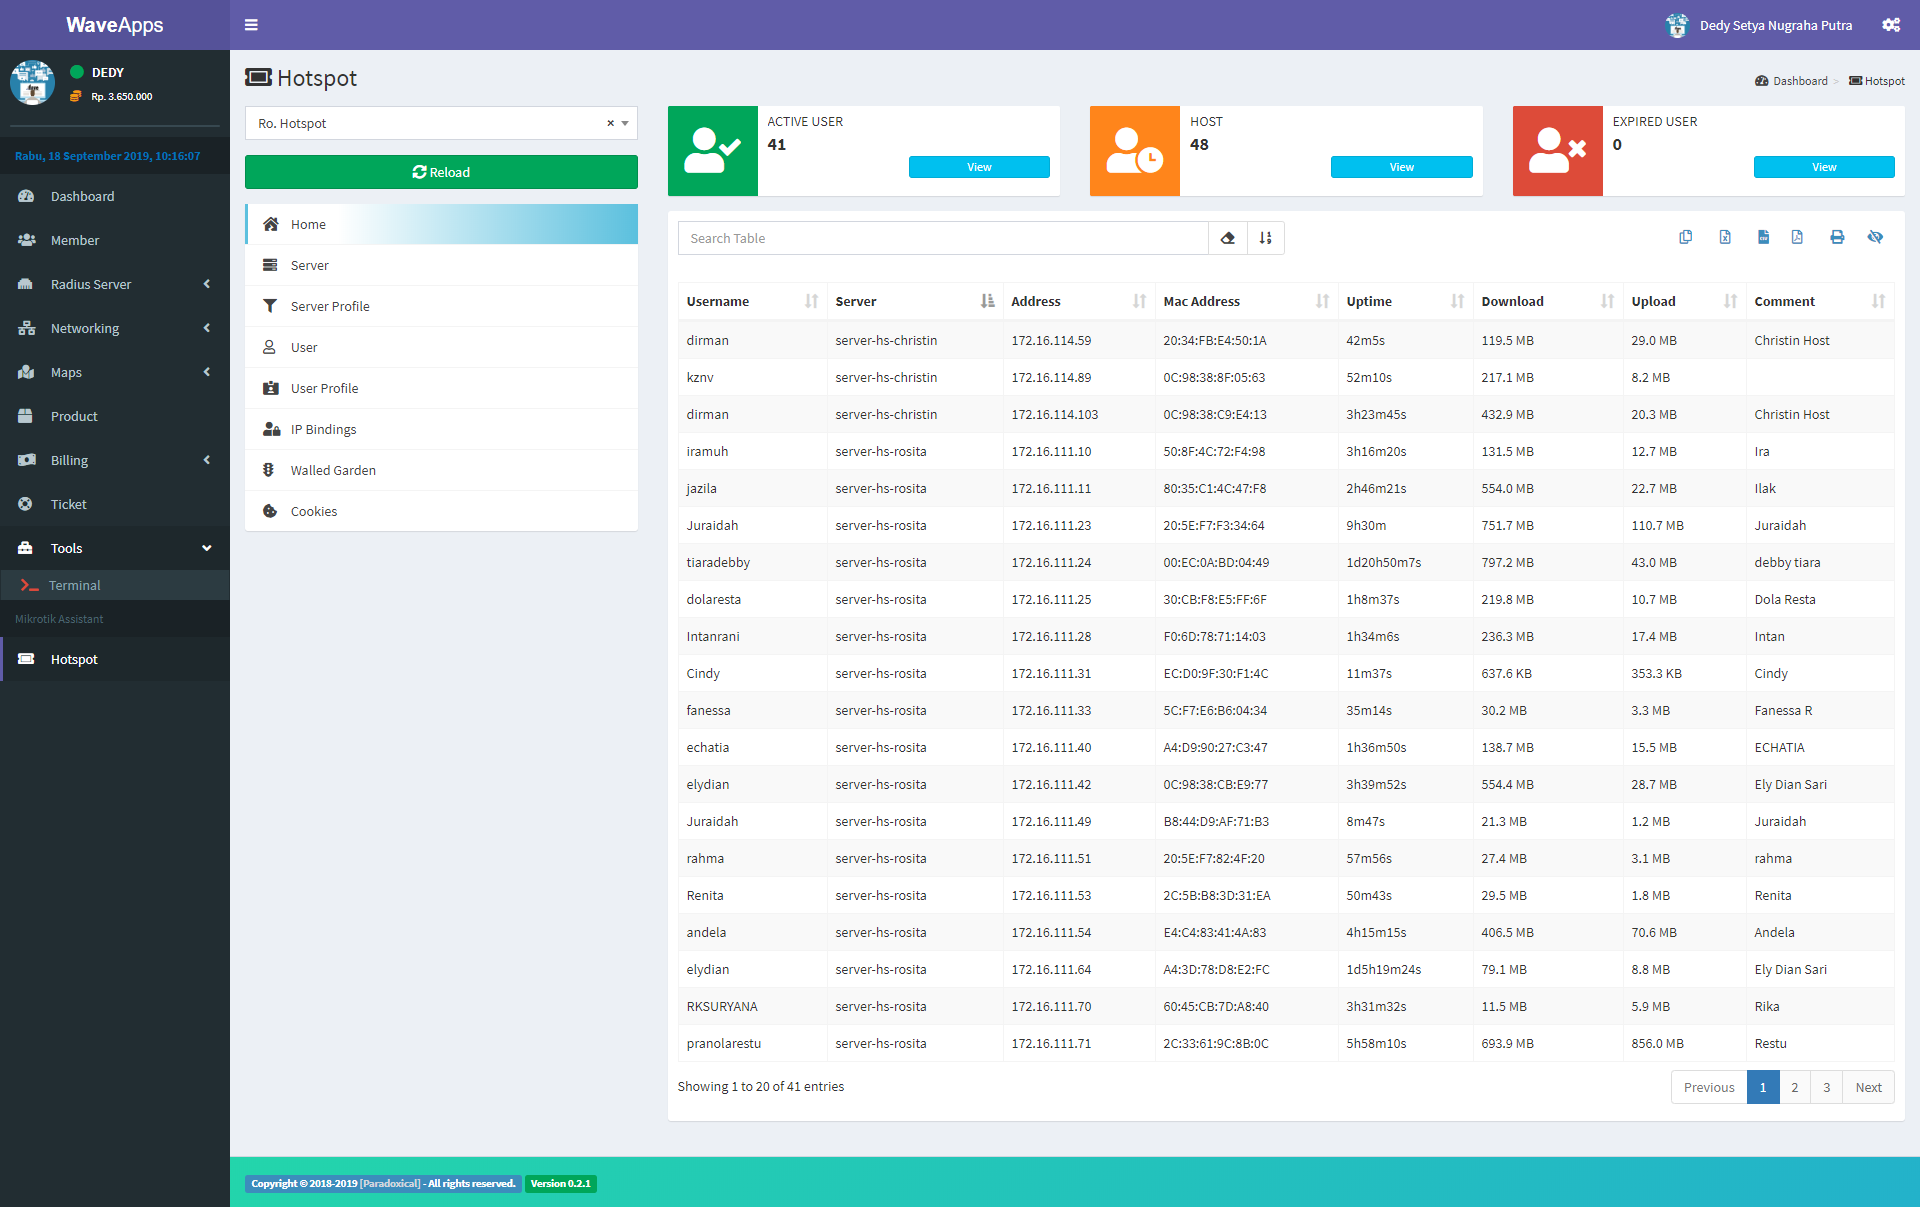 WaveApps
Dedy Setya Nugraha Putra
DEDY
Rp. 3.650.000
Rabu, 18 September 2019, 10:16:07
Dashboard
Member
Radius Server
Networking
Maps
Product
Billing
Ticket
Tools
Terminal
Mikrotik Assistant
Hotspot
Hotspot
Dashboard > Hotspot
Ro. Hotspot × 
Reload
Home
Server
Server Profile
User
User Profile
IP Bindings
Walled Garden
Cookies
ACTIVE USER
41
View
HOST
48
View
EXPIRED USER
0
View
Search Table
Username Server Address Mac Address Uptime Download Upload Comment
dirman server-hs-christin 172.16.114.59 20:34:FB:E4:50:1A 42m5s 119.5 MB 29.0 MB Christin Host
kznv server-hs-christin 172.16.114.89 0C:98:38:8F:05:63 52m10s 217.1 MB 8.2 MB
dirman server-hs-christin 172.16.114.103 0C:98:38:C9:E4:13 3h23m45s 432.9 MB 20.3 MB Christin Host
iramuh server-hs-rosita 172.16.111.10 50:8F:4C:72:F4:98 3h16m20s 131.5 MB 12.7 MB Ira
jazila server-hs-rosita 172.16.111.11 80:35:C1:4C:47:F8 2h46m21s 554.0 MB 22.7 MB Ilak
Juraidah server-hs-rosita 172.16.111.23 20:5E:F7:F3:34:64 9h30m 751.7 MB 110.7 MB Juraidah
tiaradebby server-hs-rosita 172.16.111.24 00:EC:0A:BD:04:49 1d20h50m7s 797.2 MB 43.0 MB debby tiara
dolaresta server-hs-rosita 172.16.111.25 30:CB:F8:E5:FF:6F 1h8m37s 219.8 MB 10.7 MB Dola Resta
Intanrani server-hs-rosita 172.16.111.28 F0:6D:78:71:14:03 1h34m6s 236.3 MB 17.4 MB Intan
Cindy server-hs-rosita 172.16.111.31 EC:D0:9F:30:F1:4C 11m37s 637.6 KB 353.3 KB Cindy
fanessa server-hs-rosita 172.16.111.33 5C:F7:E6:B6:04:34 35m14s 30.2 MB 3.3 MB Fanessa R
echatia server-hs-rosita 172.16.111.40 A4:D9:90:27:C3:47 1h36m50s 138.7 MB 15.5 MB ECHATIA
elydian server-hs-rosita 172.16.111.42 0C:98:38:CB:E9:77 3h39m52s 554.4 MB 28.7 MB Ely Dian Sari
Juraidah server-hs-rosita 172.16.111.49 B8:44:D9:AF:71:B3 8m47s 21.3 MB 1.2 MB Juraidah
rahma server-hs-rosita 172.16.111.51 20:5E:F7:82:4F:20 57m56s 27.4 MB 3.1 MB rahma
Renita server-hs-rosita 172.16.111.53 2C:5B:B8:3D:31:EA 50m43s 29.5 MB 1.8 MB Renita
andela server-hs-rosita 172.16.111.54 E4:C4:83:41:4A:83 4h15m15s 406.5 MB 70.6 MB Andela
elydian server-hs-rosita 172.16.111.64 A4:3D:78:D8:E2:FC 1d5h19m24s 79.1 MB 8.8 MB Ely Dian Sari
RKSURYANA server-hs-rosita 172.16.111.70 60:45:CB:7D:A8:40 3h31m32s 11.5 MB 5.9 MB Rika
pranolarestu server-hs-rosita 172.16.111.71 2C:33:61:9C:8B:0C 5h58m10s 693.9 MB 856.0 MB Restu
Showing 1 to 20 of 41 entries
Previous 1 2 3 Next
Copyright © 2018-2019 [Paradoxical] - All rights reserved. Version 0.2.1